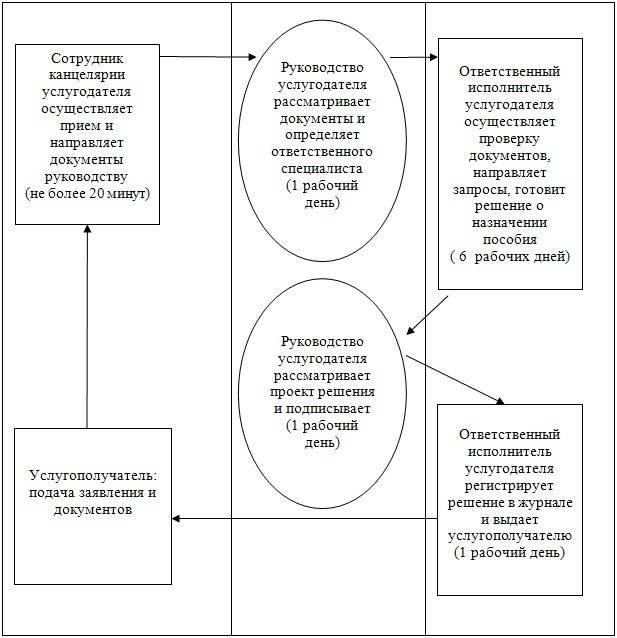 Сотрудник
канцелярии
услугодателя
осуществляет
прием и
направляет
документы
руководству
(не более 20 минут)
Руководство
услугодателя
рассматривает
документы и
определяет
ответственного
специалиста
(1 рабочий
день)
Ответственный
исполнитель
услугодателя
осуществляет
проверку
документов,
направляет
запросы, готовит
решение о
назначении
пособия
( 6 рабочих дней)
Руководство
услугодателя
рассматривает
проект решения
и подписывает
(1 рабочий
день)
Ответственный
исполнитель
услугодателя
регистрирует
решение в журнале
и выдает
услугополучателю
(1 рабочий день)
Услугополучатель:
подача заявления и
документов